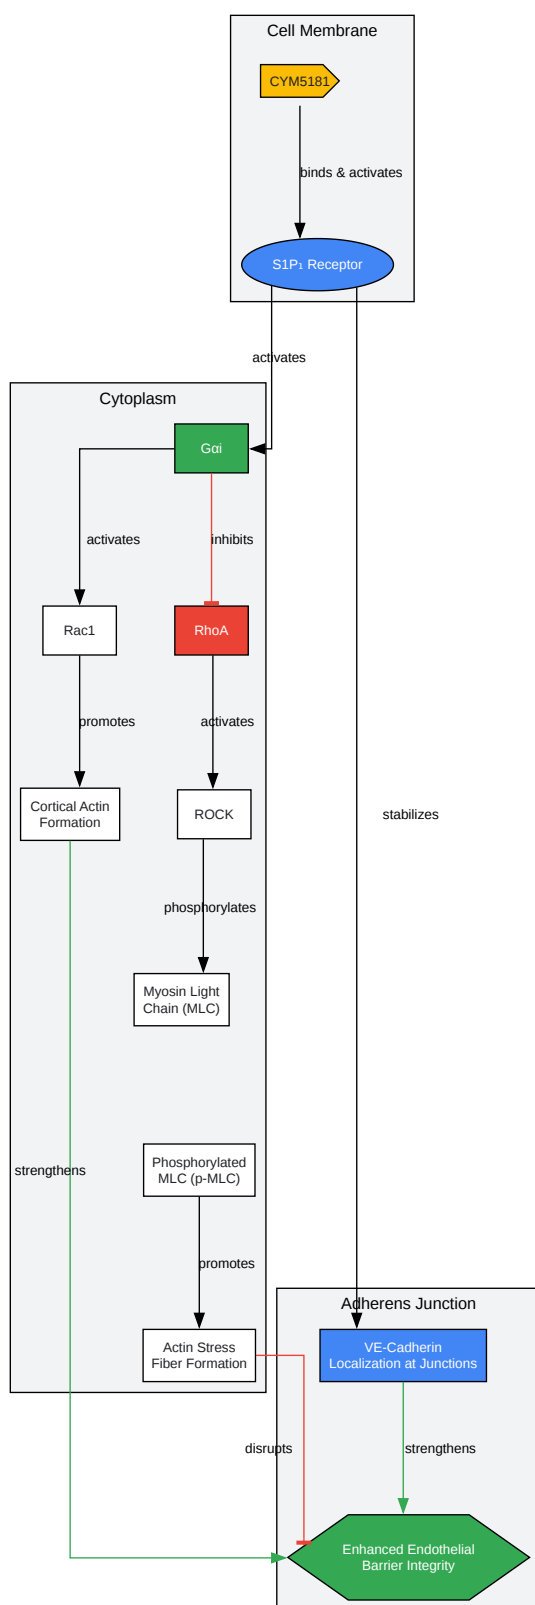 Cell Membrane
CYM5181
binds & activates
S1P₁ Receptor
activates
Cytoplasm
Gαi
activates
inhibits
Rac1
RhoA
promotes
activates
Cortical Actin
Formation
ROCK
stabilizes
phosphorylates
Myosin Light
Chain (MLC)
Phosphorylated
MLC (p-MLC)
strengthens
promotes
Adherens Junction
Actin Stress
Fiber Formation
VE-Cadherin
Localization at Junctions
disrupts
strengthens
Enhanced Endothelial
Barrier Integrity